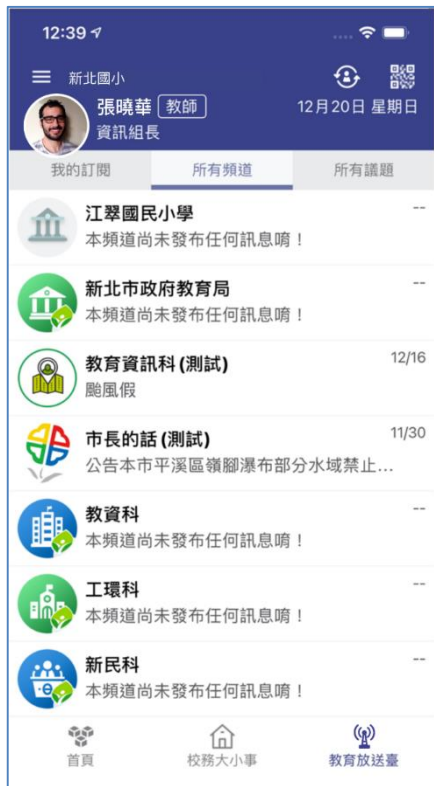 12:39
新北國小
張曉華 教師
12月20日 星期日
資訊組長
我的訂閱 所有頻道 所有議題
江翠國民小學 --
本頻道尚未發布任何訊息唷！
新北市政府教育局 --
本頻道尚未發布任何訊息唷！
教育資訊科(測試) 12/16
颱風假
市長的話(測試) 11/30
公告本市平溪區嶺腳瀑布部分水域禁止...
教資科 --
本頻道尚未發布任何訊息唷！
工環科 --
本頻道尚未發布任何訊息唷！
新民科 --
本頻道尚未發布任何訊息唷！
首頁 校務大小事 教育放送臺